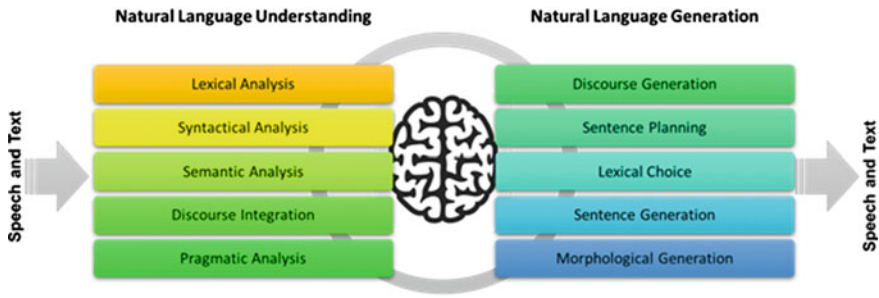 Natural Language Understanding
Natural Language Generation
Speech and Text
Lexical Analysis
Syntactical Analysis
Semantic Analysis
Discourse Integration
Pragmatic Analysis
Discourse Generation
Sentence Planning
Lexical Choice
Sentence Generation
Morphological Generation
Speech and Text